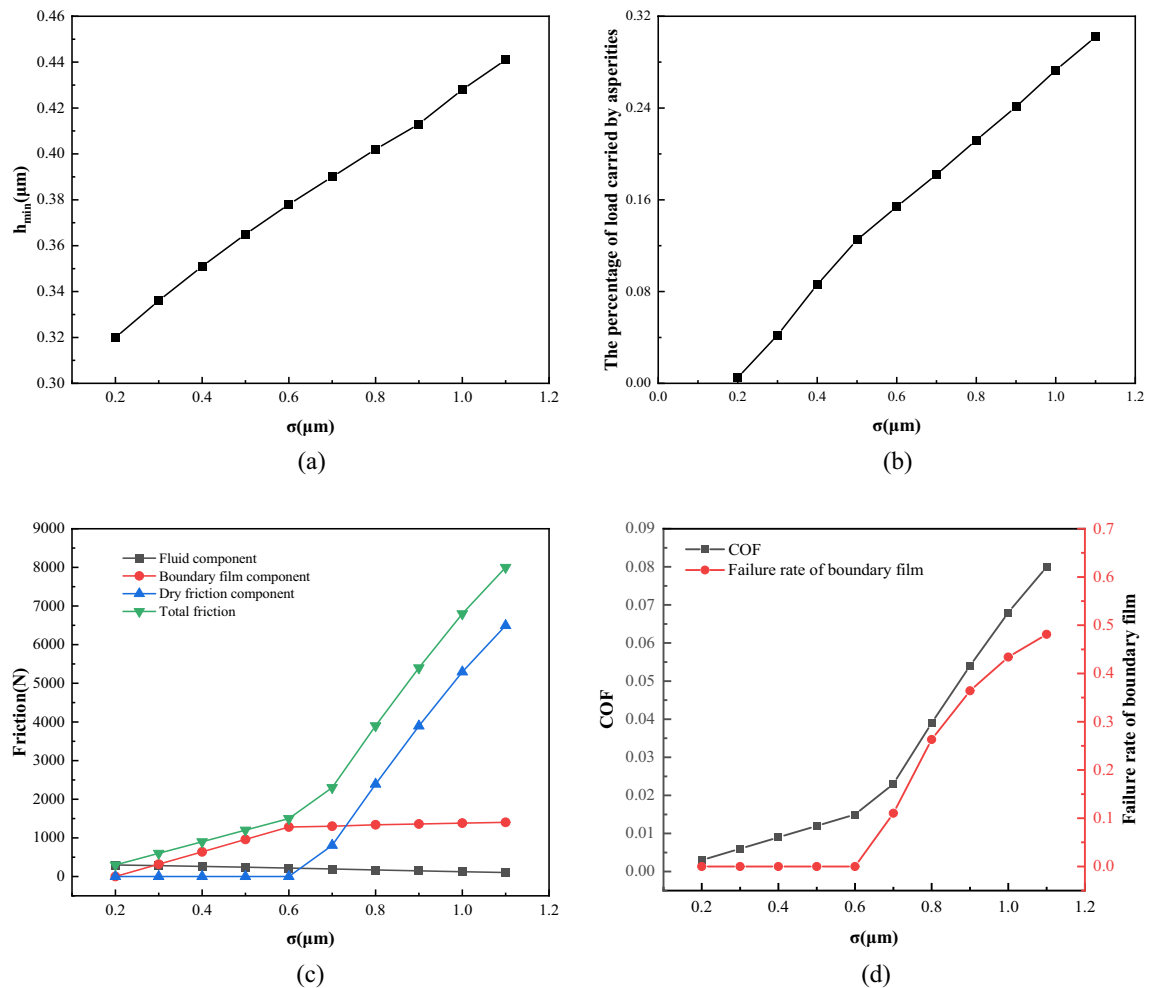 0.46
0.44
0.42
0.40
0.38
0.36
0.34
0.32
0.30
h_min(μm)
0.2 0.4 0.6 0.8 1.0 1.2
σ(μm)
(a)
0.32
0.24
0.16
0.08
0.00
The percentage of load carried by asperities
0.0 0.2 0.4 0.6 0.8 1.0 1.2
σ(μm)
(b)
9000
8000
7000
6000
5000
4000
3000
2000
1000
0
Friction(N)
Fluid component
Boundary film component
Dry friction component
Total friction
0.2 0.4 0.6 0.8 1.0 1.2
σ(μm)
(c)
0.09
0.08
0.07
0.06
0.05
0.04
0.03
0.02
0.01
0.00
COF
COF
Failure rate of boundary film
0.7
0.6
0.5
0.4
0.3
0.2
0.1
0.0
Failure rate of boundary film
0.2 0.4 0.6 0.8 1.0 1.2
σ(μm)
(d)